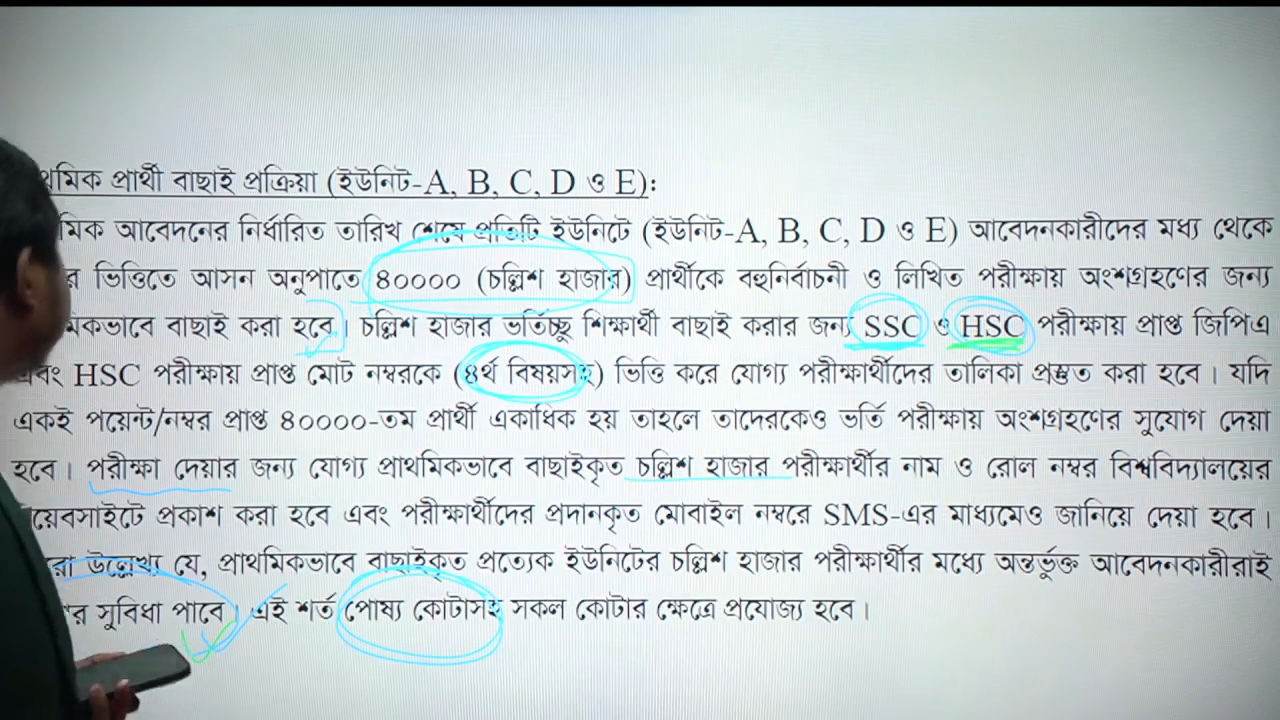 প্রার্থী বাছাই প্রক্রিয়া (ইউনিট-A, B, C, D ও E):
আবেদনের নির্ধারিত তারিখ শেষে প্রতিটি ইউনিটে (ইউনিট-A, B, C, D ও E) আবেদনকারীদের মধ্য থেকে
ভিত্তিতে আসন অনুপাতে ৪০০০০ (চল্লিশ হাজার) প্রার্থীকে বহুনির্বাচনী ও লিখিত পরীক্ষায় অংশগ্রহণের জন্য
বাছাই করা হবে। চল্লিশ হাজার ভর্তিচ্ছু শিক্ষার্থী বাছাই করার জন্য SSC ও HSC পরীক্ষায় প্রাপ্ত জিপিএ
এবং HSC পরীক্ষায় প্রাপ্ত মোট নম্বরকে (৪র্থ বিষয়সহ) ভিত্তি করে যোগ্য পরীক্ষার্থীদের তালিকা প্রস্তুত করা হবে। যদি
একই পয়েন্ট/নম্বর প্রাপ্ত ৪০০০০-তম প্রার্থী একাধিক হয় তাহলে তাদেরকেও ভর্তি পরীক্ষায় অংশগ্রহণের সুযোগ দেয়া
হবে। পরীক্ষা দেয়ার জন্য যোগ্য প্রাথমিকভাবে বাছাইকৃত চল্লিশ হাজার পরীক্ষার্থীর নাম ও রোল নম্বর বিশ্ববিদ্যালয়ের
প্রকাশ করা হবে এবং পরীক্ষার্থীদের প্রদানকৃত মোবাইল নম্বরে SMS-এর মাধ্যমেও জানিয়ে দেয়া হবে।
উল্লেখ্য যে, প্রাথমিকভাবে বাছাইকৃত প্রত্যেক ইউনিটের চল্লিশ হাজার পরীক্ষার্থীর মধ্যে অন্তর্ভুক্ত আবেদনকারীরাই
সুবিধা পাবে। এই শর্ত পোষ্য কোটাসহ সকল কোটার ক্ষেত্রে প্রযোজ্য হবে।